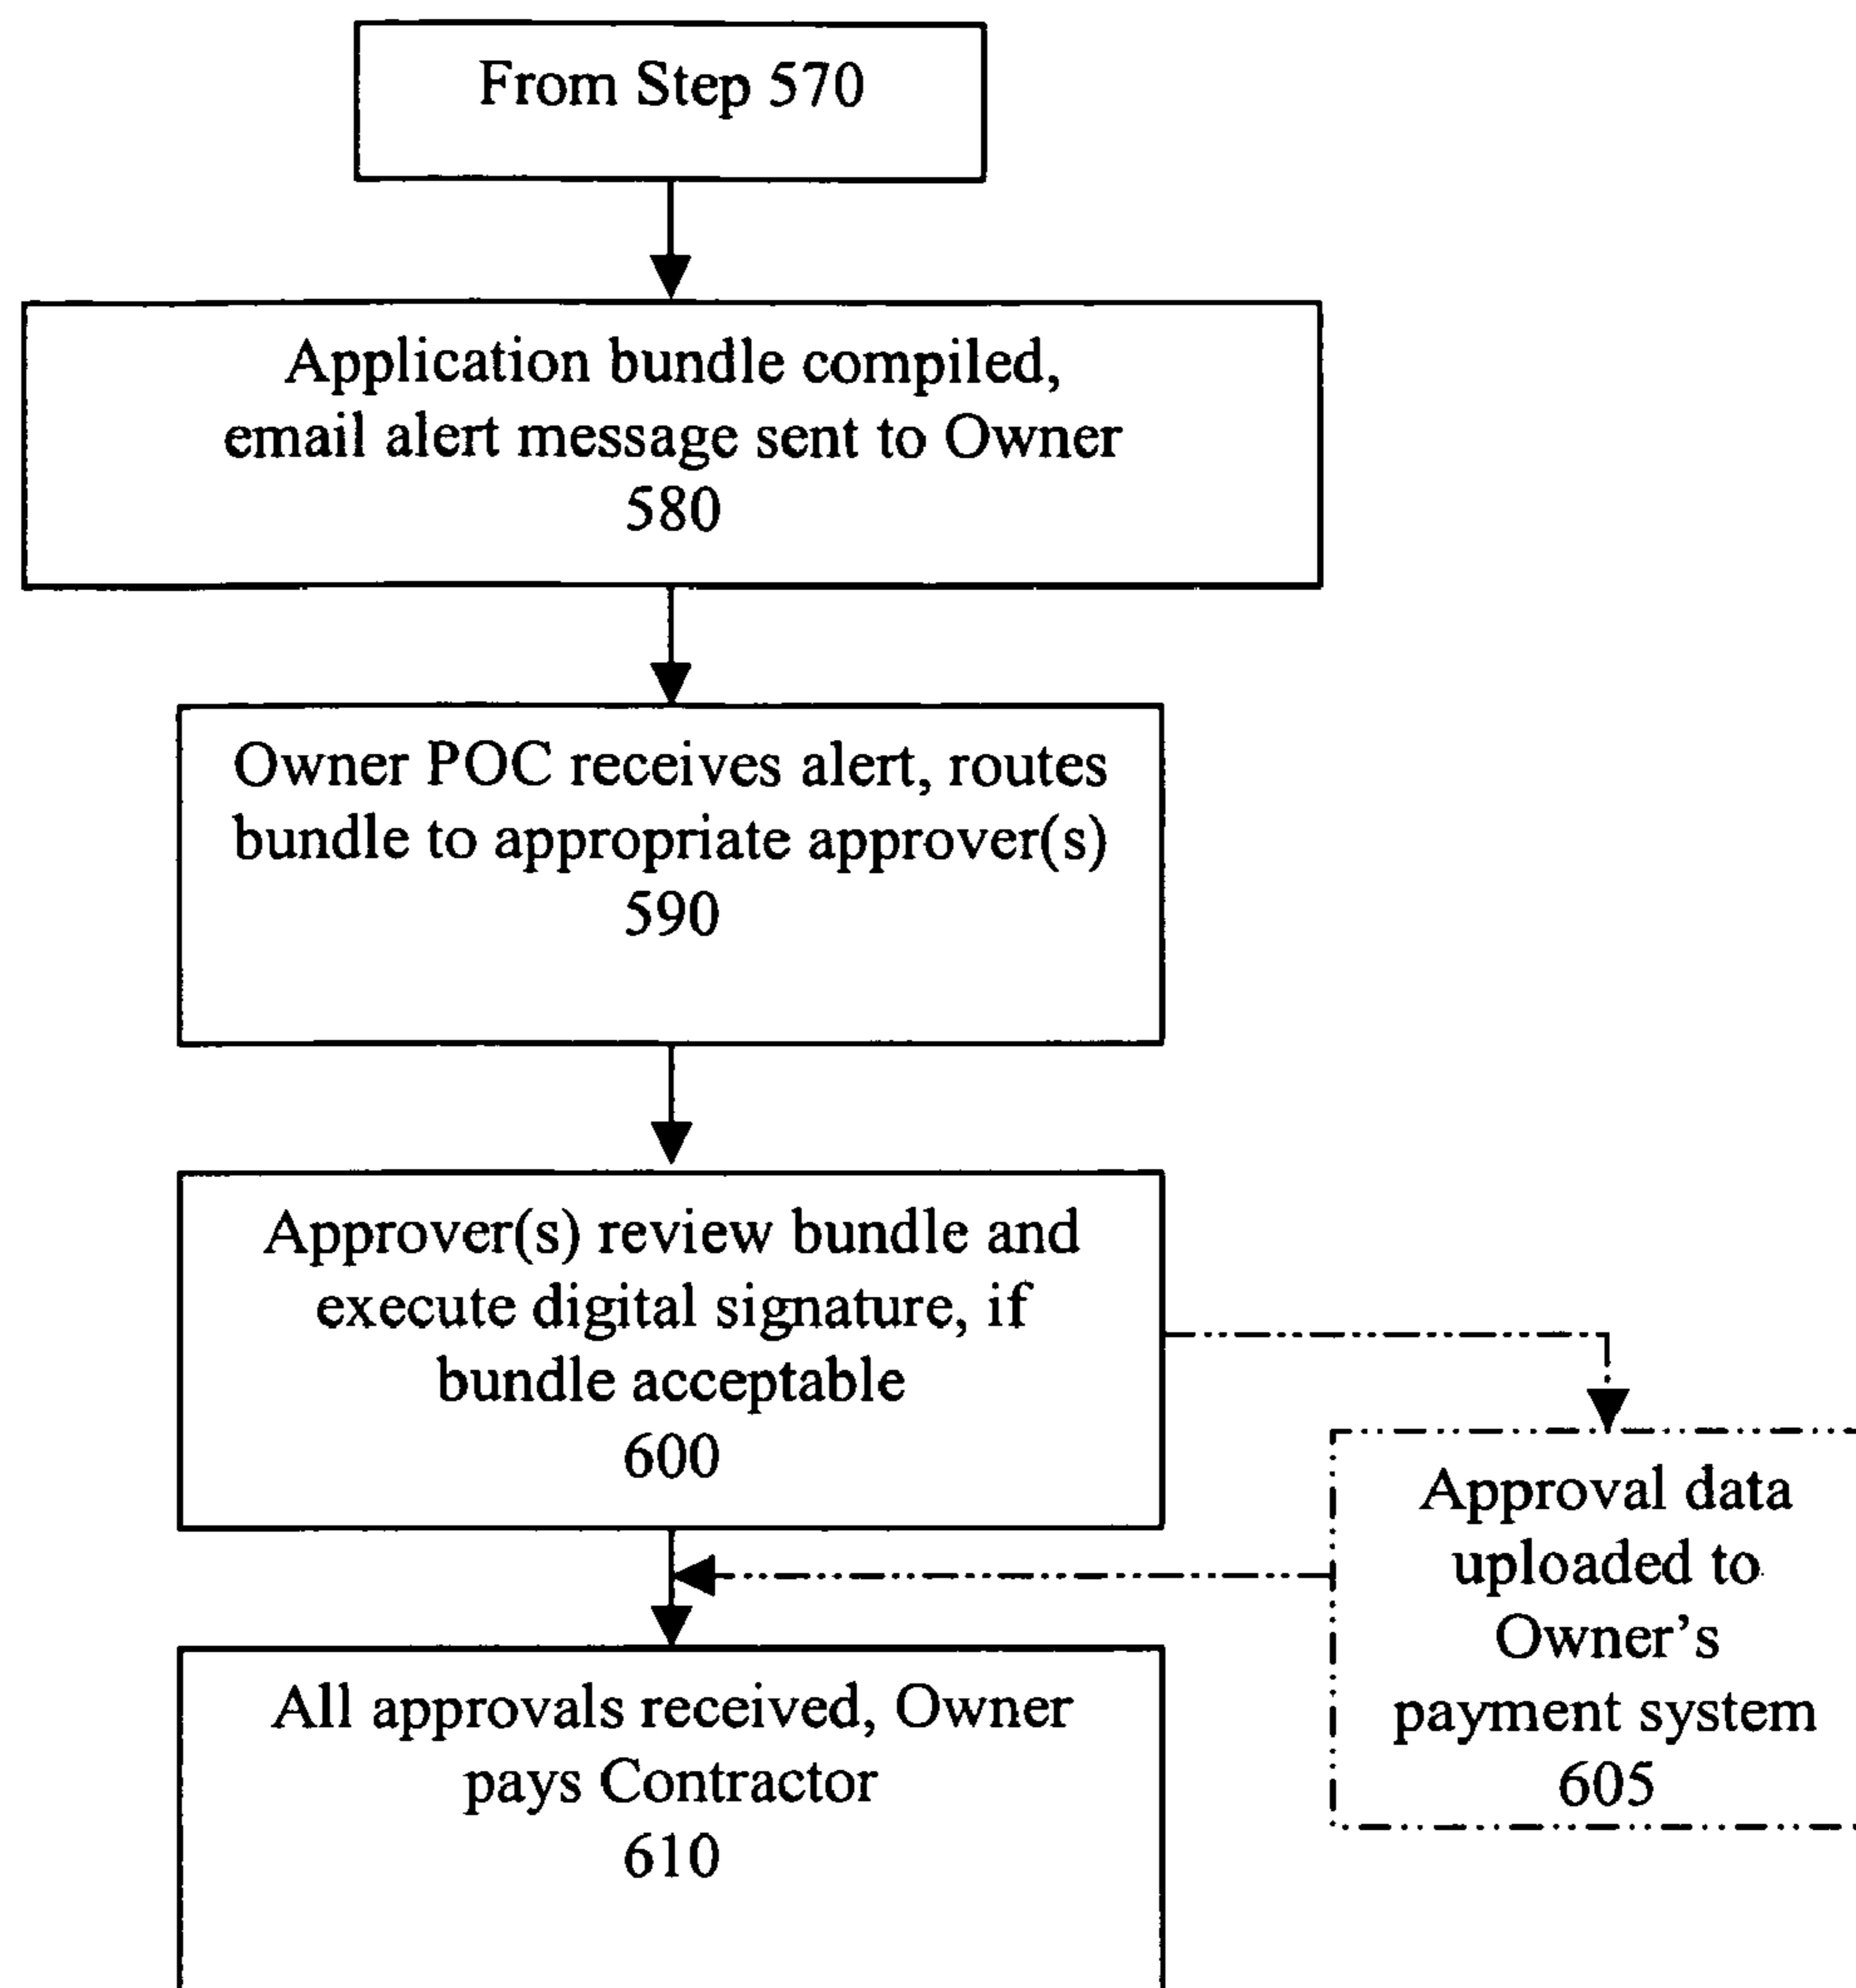 From Step 570
Application bundle compiled,
email alert message sent to Owner
580
Owner POC receives alert, routes
bundle to appropriate approver(s)
590
Approver(s) review bundle and
execute digital signature, if
bundle acceptable
600
Approval data
uploaded to
Owner’s
payment system
605
All approvals received, Owner
pays Contractor
610